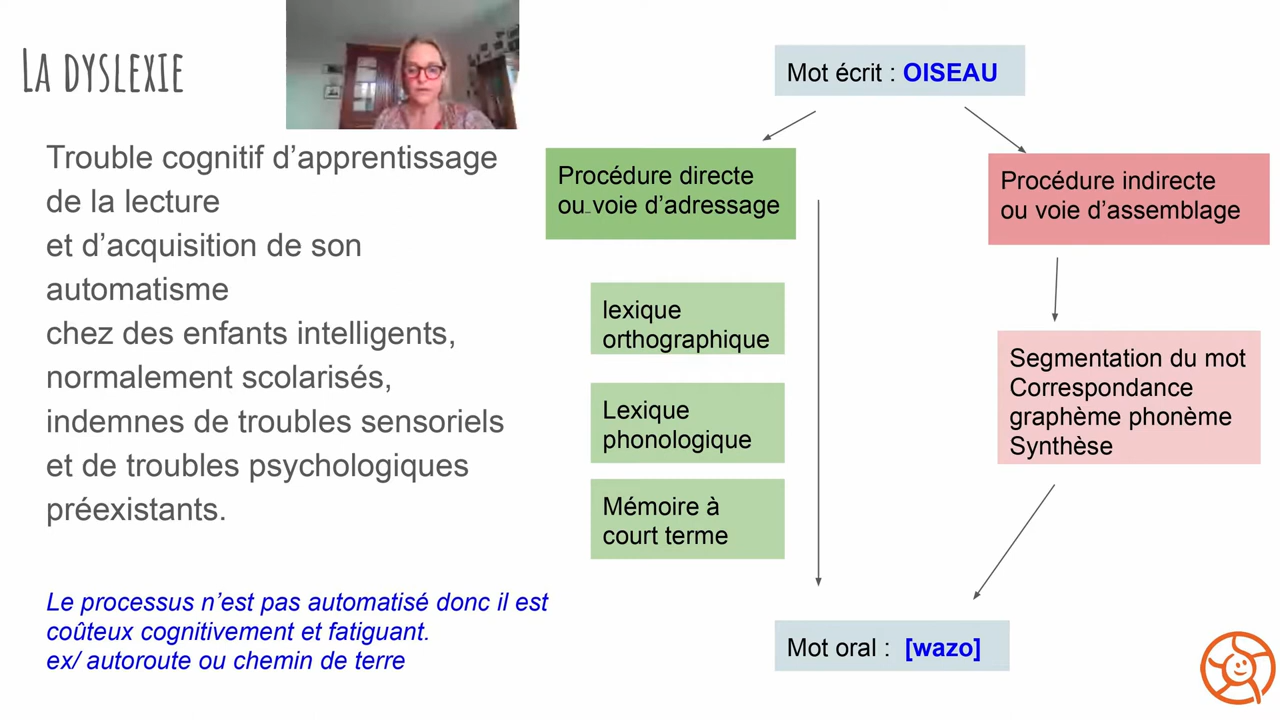 LA DYSLEXIE
Trouble cognitif d’apprentissage
de la lecture
et d’acquisition de son
automatisme
chez des enfants intelligents,
normalement scolarisés,
indemnes de troubles sensoriels
et de troubles psychologiques
préexistants.
Le processus n’est pas automatisé donc il est
coûteux cognitivement et fatiguant.
ex/ autoroute ou chemin de terre
Mot écrit : OISEAU
Procédure directe
ou voie d’adressage
lexique
orthographique
Lexique
phonologique
Mémoire à
court terme
Procédure indirecte
ou voie d’assemblage
Segmentation du mot
Correspondance
graphème phonème
Synthèse
Mot oral : [wazo]